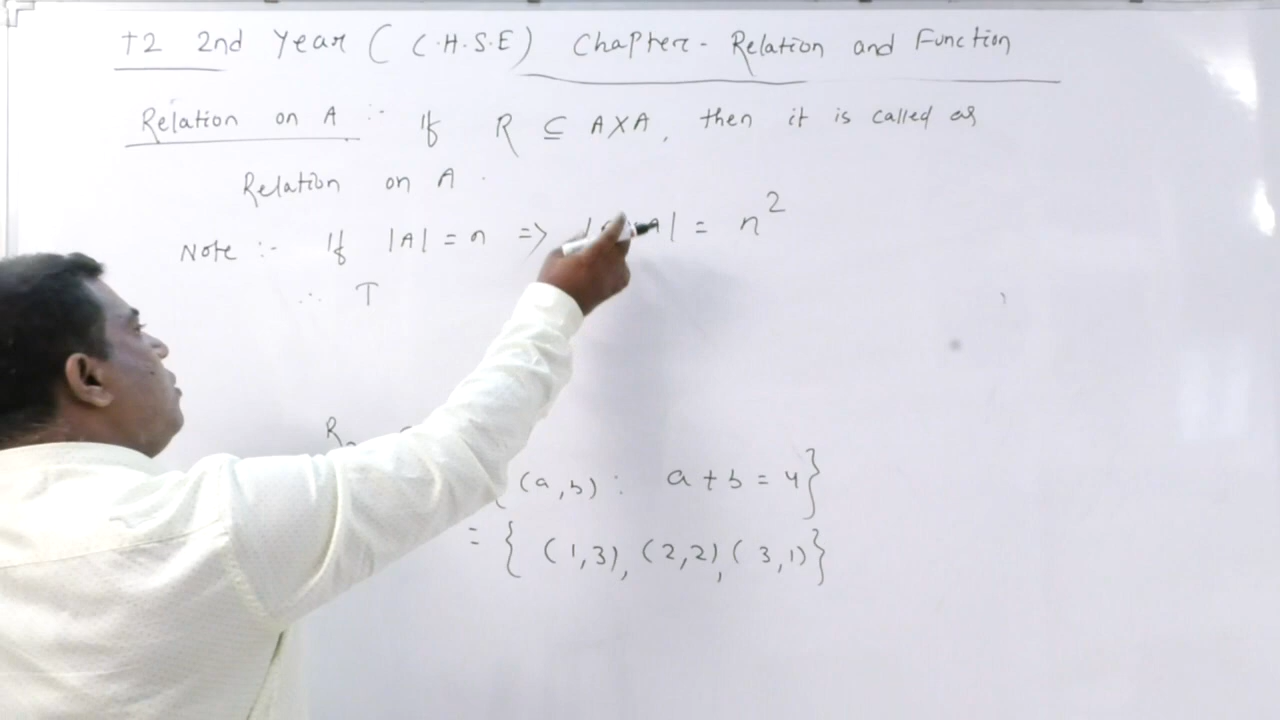 +2 2nd Year (C.H.S.E) Chapter - Relation and Function
Relation on A :- If R ⊆ A×A, then it is called as
Relation on A.
Note :- If |A| = n => | A| = n²
∴ T
R
(a,b) : a + b = 4}
= { (1,3), (2,2), (3,1)}